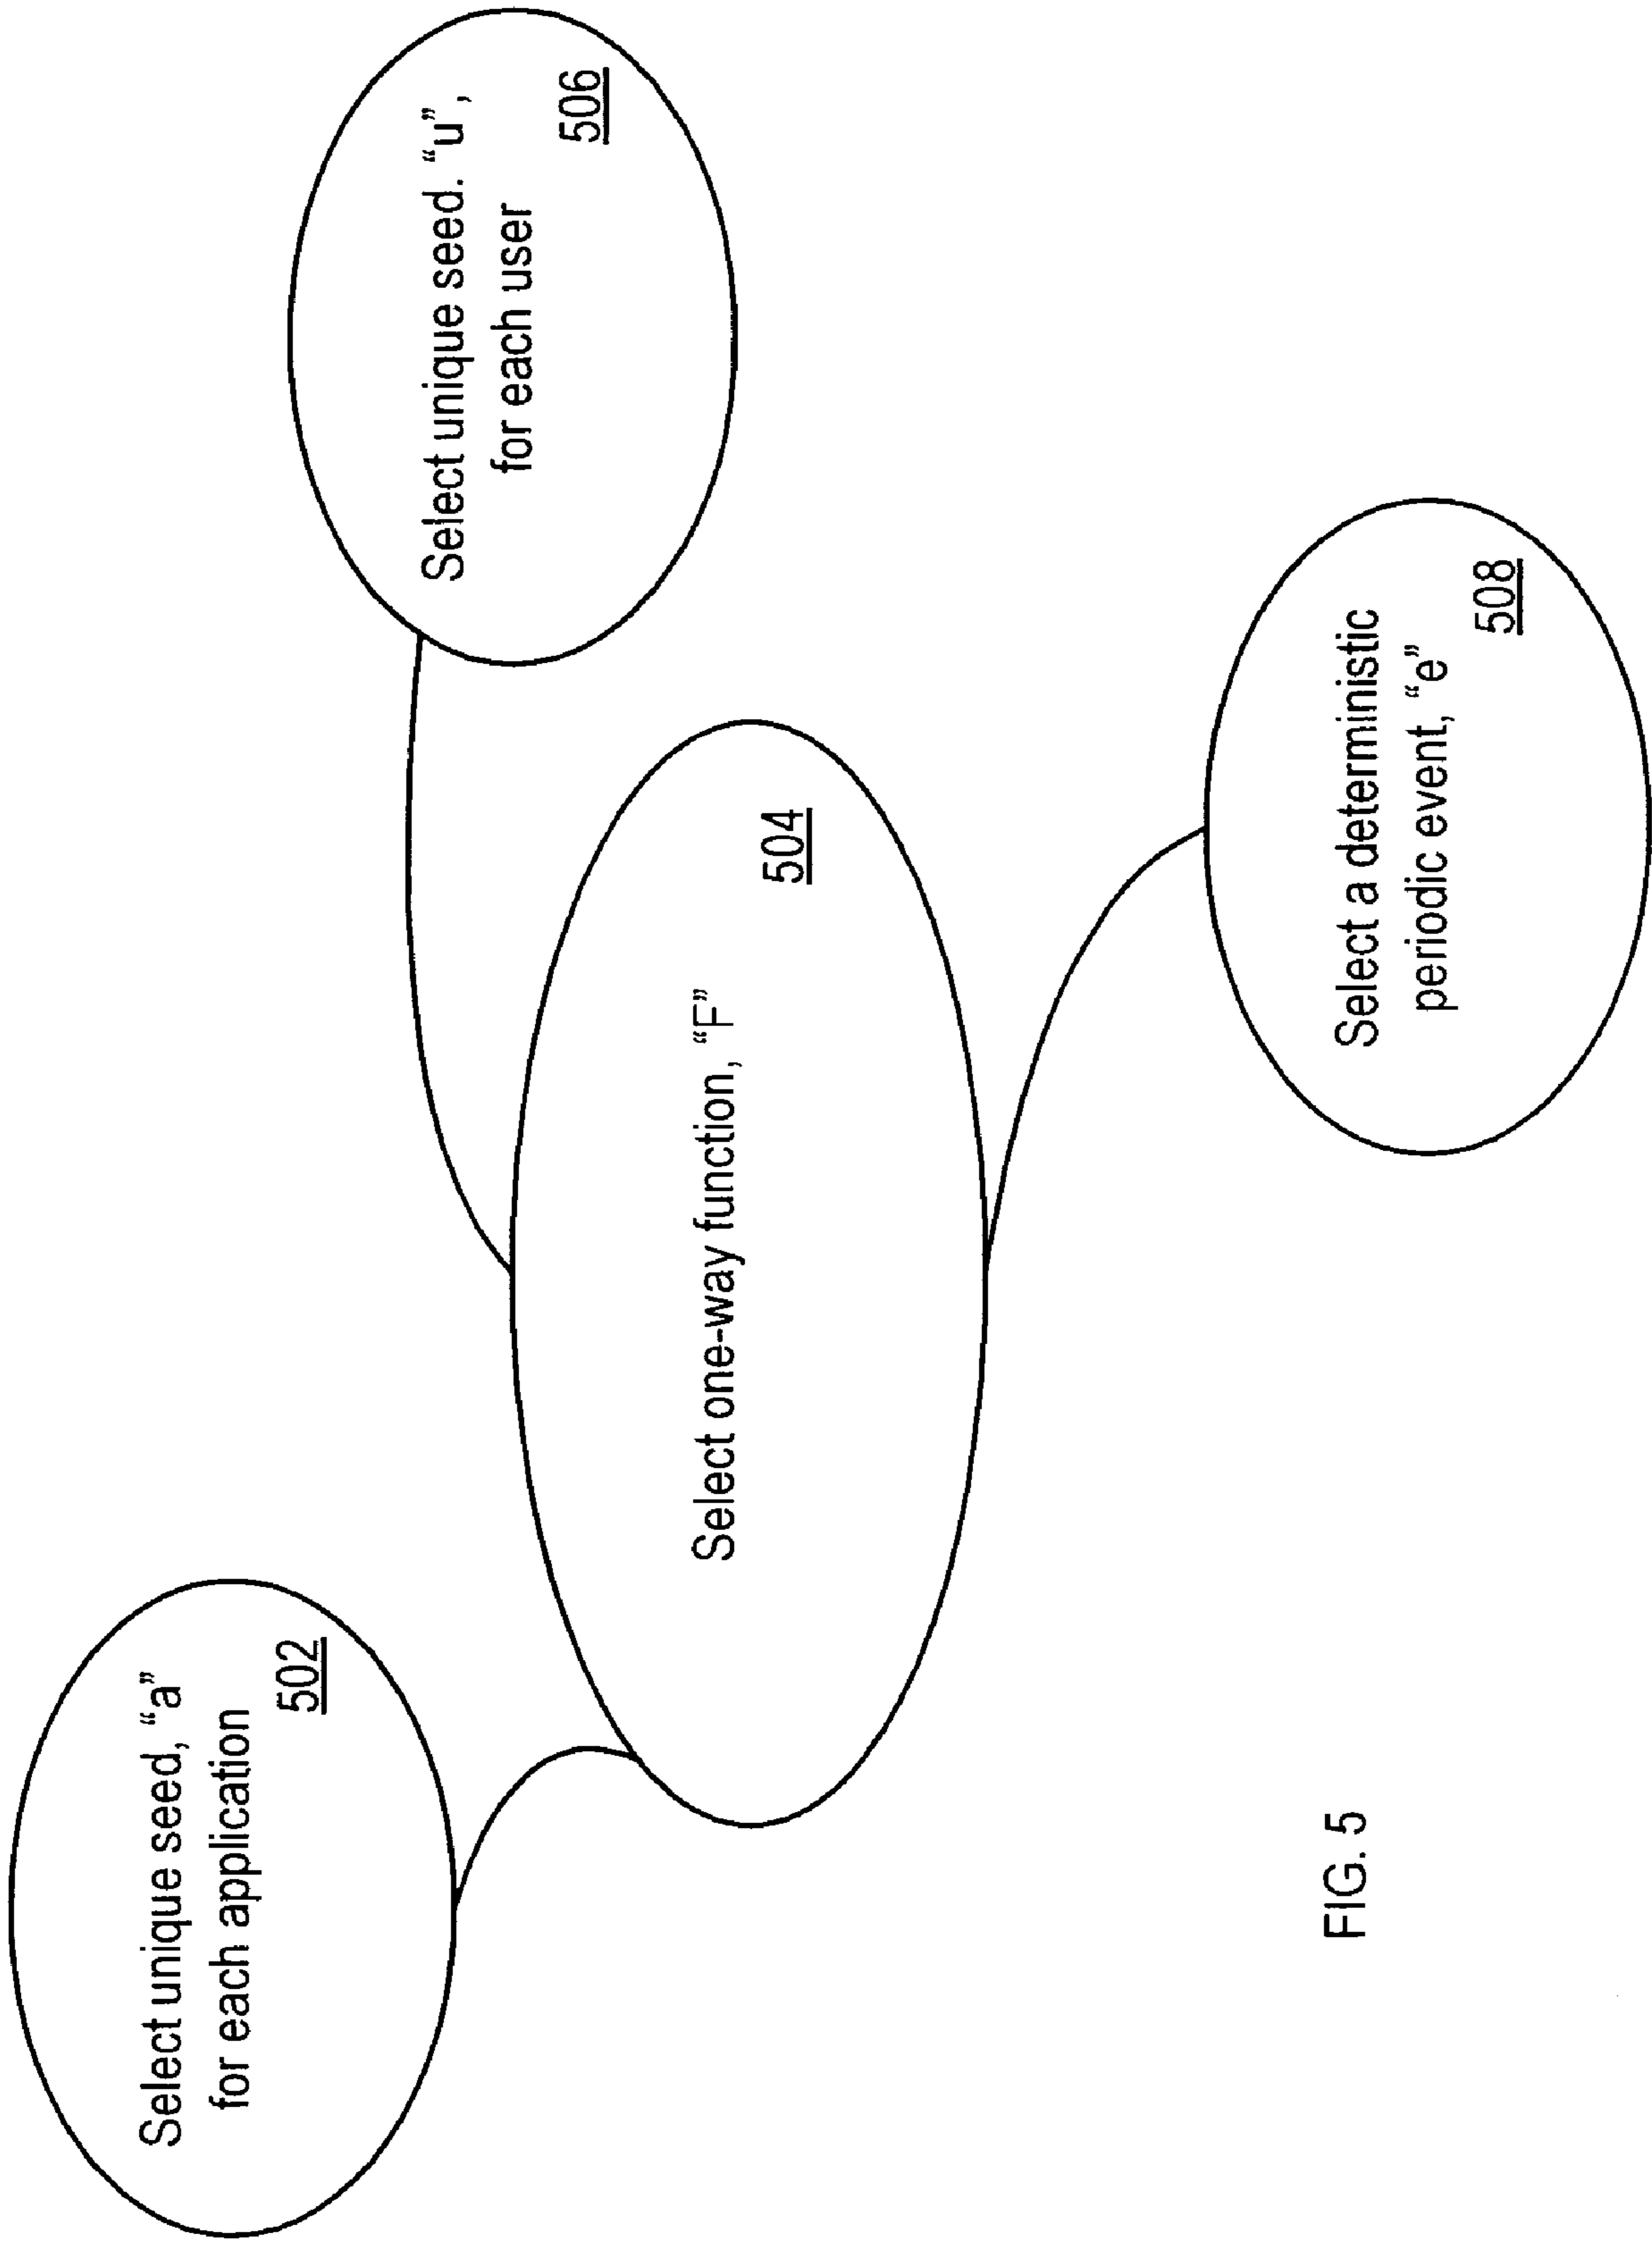 Select unique seed, “a”
for each application
502
Select one-way function, “F”
504
Select unique seed. “u”,
for each user
506
Select a deterministic
periodic event, “e”
508
FIG. 5